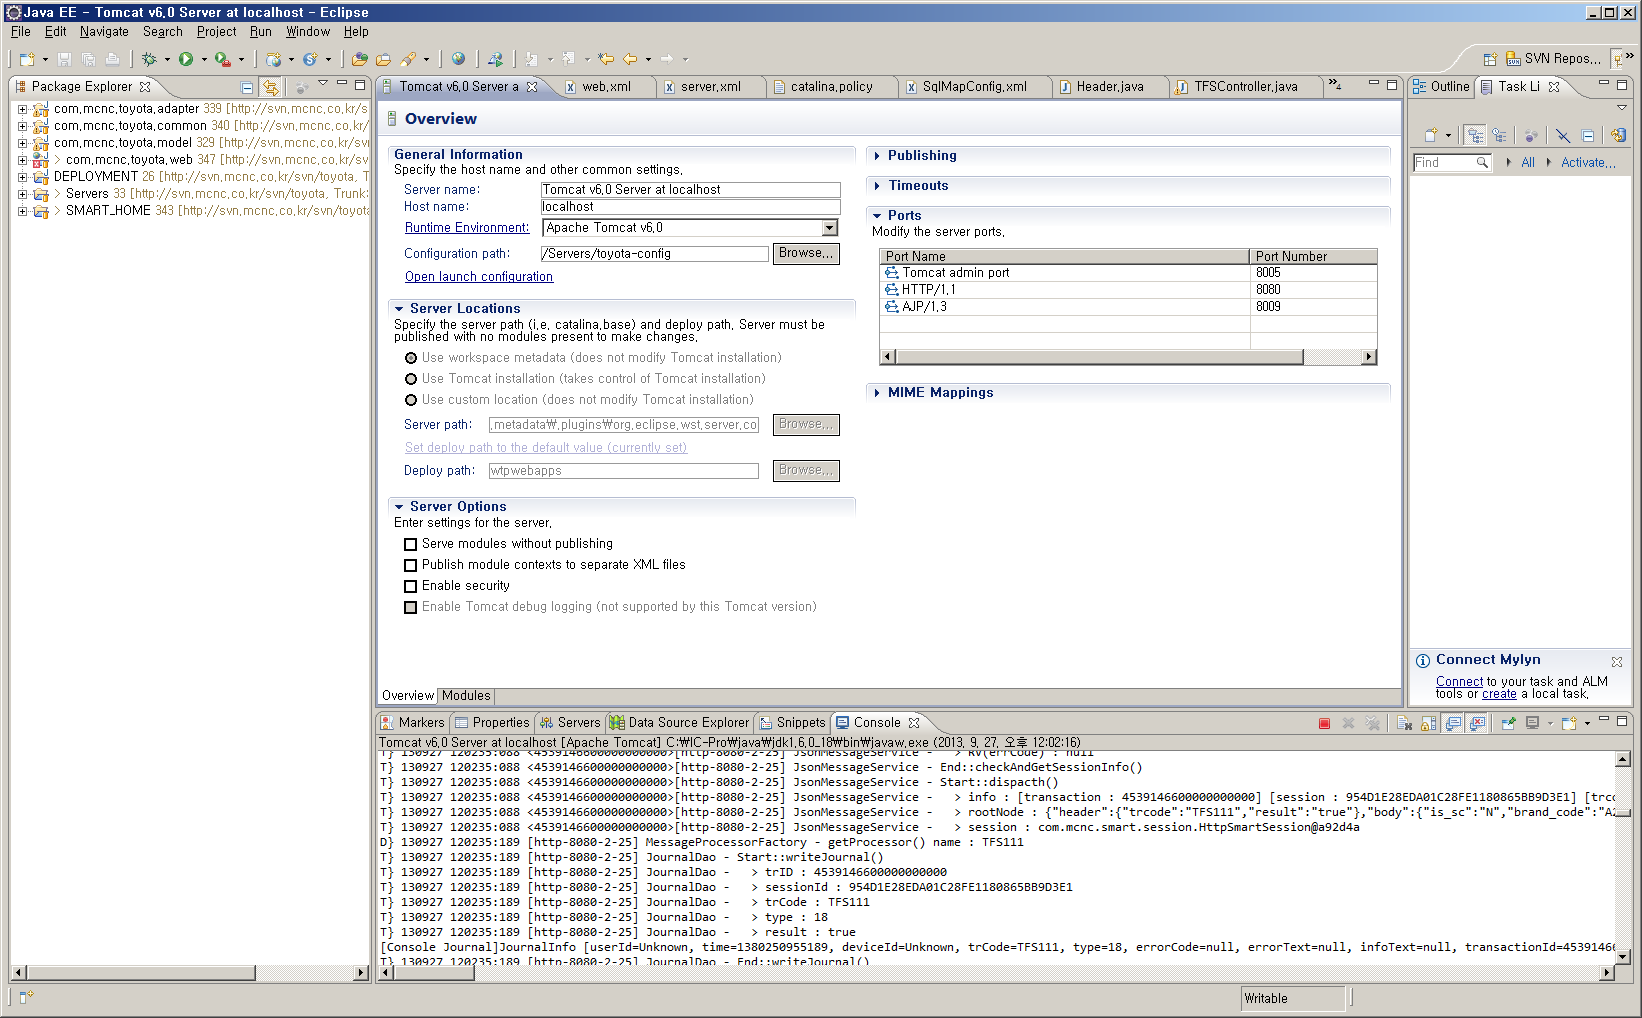 Java EE - Tomcat v6.0 Server at localhost - Eclipse
File Edit Navigate Search Project Run Window Help
SVN Repos...
Package Explorer
com.mcnc.toyota.adapter 339 [http://svn.mcnc.co.kr/s
com.mcnc.toyota.common 340 [http://svn.mcnc.co.kr/
com.mcnc.toyota.model 329 [http://svn.mcnc.co.kr/sv
> com.mcnc.toyota.web 347 [http://svn.mcnc.co.kr/sv
DEPLOYMENT 26 [http://svn.mcnc.co.kr/svn/toyota, T
> Servers 33 [http://svn.mcnc.co.kr/svn/toyota, Trunk:
> SMART_HOME 343 [http://svn.mcnc.co.kr/svn/toyota
Tomcat v6.0 Server a
web.xml
server.xml
catalina.policy
SqlMapConfig.xml
Header.java
TFSController.java
»4
Overview
General Information
Specify the host name and other common settings.
Server name: Tomcat v6.0 Server at localhost
Host name: localhost
Runtime Environment: Apache Tomcat v6.0
Configuration path: /Servers/toyota-config Browse...
Open launch configuration
Server Locations
Specify the server path (i.e. catalina.base) and deploy path. Server must be
published with no modules present to make changes.
Use workspace metadata (does not modify Tomcat installation)
Use Tomcat installation (takes control of Tomcat installation)
Use custom location (does not modify Tomcat installation)
Server path: .metadata₩.plugins₩org.eclipse.wst.server.co Browse...
Set deploy path to the default value (currently set)
Deploy path: wtpwebapps Browse...
Server Options
Enter settings for the server.
Serve modules without publishing
Publish module contexts to separate XML files
Enable security
Enable Tomcat debug logging (not supported by this Tomcat version)
Publishing
Timeouts
Ports
Modify the server ports.
Port Name Port Number
Tomcat admin port 8005
HTTP/1.1 8080
AJP/1.3 8009
MIME Mappings
Overview Modules
Outline
Task Li
Find All Activate...
Connect Mylyn
Connect to your task and ALM
tools or create a local task.
Markers Properties Servers Data Source Explorer Snippets Console
Tomcat v6.0 Server at localhost [Apache Tomcat] C:₩IC-Pro₩java₩jdk1.6.0_18₩bin₩javaw.exe (2013. 9. 27. 오후 12:02:16)
T} 130927 120235:088 <4539146600000000000>[http-8080-2-25] JsonMessageService -   > RV(errCode) : null
T} 130927 120235:088 <4539146600000000000>[http-8080-2-25] JsonMessageService - End::checkAndGetSessionInfo()
T} 130927 120235:088 <4539146600000000000>[http-8080-2-25] JsonMessageService - Start::dispacth()
T} 130927 120235:088 <4539146600000000000>[http-8080-2-25] JsonMessageService -   > info : [transaction : 4539146600000000000] [session : 954D1E28EDA01C28FE1180865BB9D3E1] [trco
T} 130927 120235:088 <4539146600000000000>[http-8080-2-25] JsonMessageService -   > rootNode : {"header":{"trcode":"TFS111","result":"true"},"body":{"is_sc":"N","brand_code":"A2
T} 130927 120235:088 <4539146600000000000>[http-8080-2-25] JsonMessageService -   > session : com.mcnc.smart.session.HttpSmartSession@a92d4a
D} 130927 120235:189 [http-8080-2-25] MessageProcessorFactory - getProcessor() name : TFS111
T} 130927 120235:189 [http-8080-2-25] JournalDao - Start::writeJournal()
T} 130927 120235:189 [http-8080-2-25] JournalDao -   > trID : 4539146600000000000
T} 130927 120235:189 [http-8080-2-25] JournalDao -   > sessionId : 954D1E28EDA01C28FE1180865BB9D3E1
T} 130927 120235:189 [http-8080-2-25] JournalDao -   > trCode : TFS111
T} 130927 120235:189 [http-8080-2-25] JournalDao -   > type : 18
T} 130927 120235:189 [http-8080-2-25] JournalDao -   > result : true
[Console Journal]JournalInfo [userId=Unknown, time=1380250955189, deviceId=Unknown, trCode=TFS111, type=18, errorCode=null, errorText=null, infoText=null, transactionId=45391466
T} 130927 120235:189 [http-8080-2-25] JournalDao - End::writeJournal()
Writable